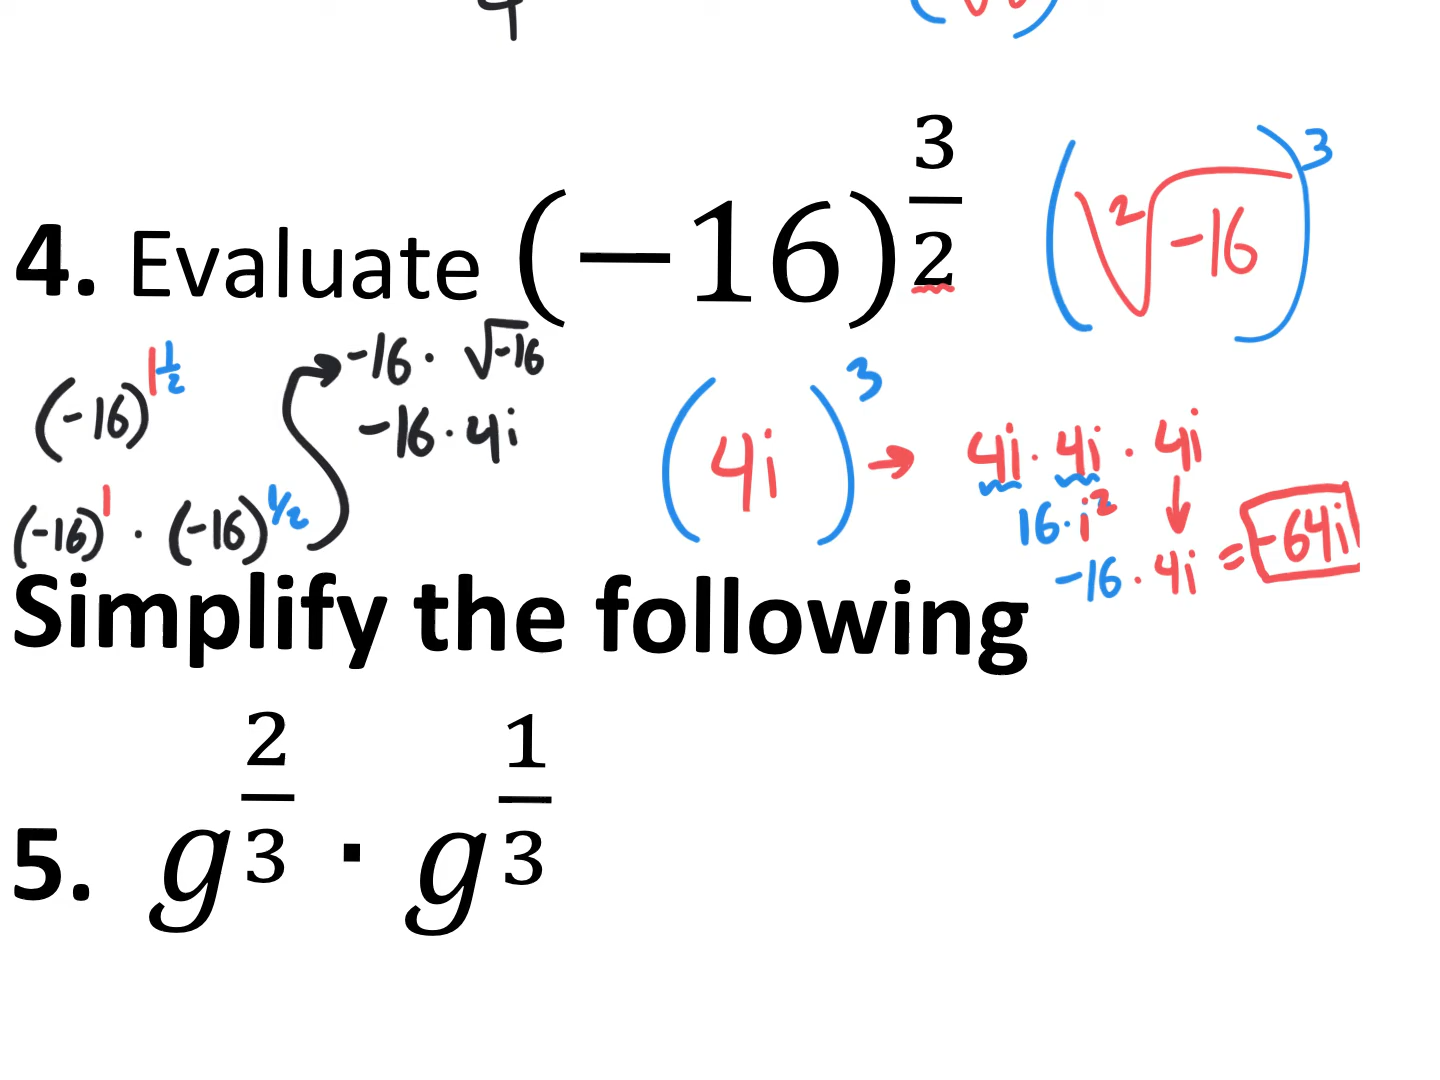 4. Evaluate (−16)^(3/2) (²√-16)³
(-16)^(1 1/2) → -16 · √-16
-16 · 4i
(4i)³ → 4i · 4i · 4i
(-16)¹ · (-16)^(1/2)
16 · i²
-16 · 4i = -64i
Simplify the following
5. g^(2/3) · g^(1/3)